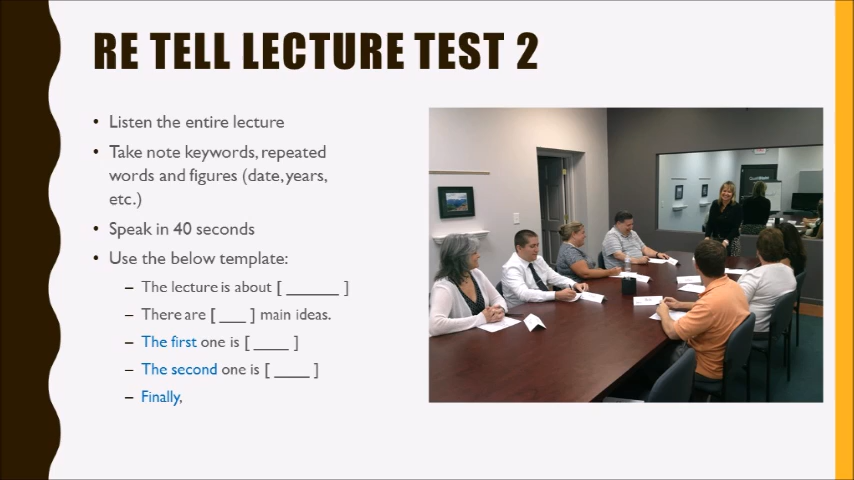 RE TELL LECTURE TEST 2
• Listen the entire lecture
• Take note keywords, repeated
words and figures (date, years,
etc.)
• Speak in 40 seconds
• Use the below template:
– The lecture is about [ ______ ]
– There are [ ___ ] main ideas.
– The first one is [ ____ ]
– The second one is [ ____ ]
– Finally,